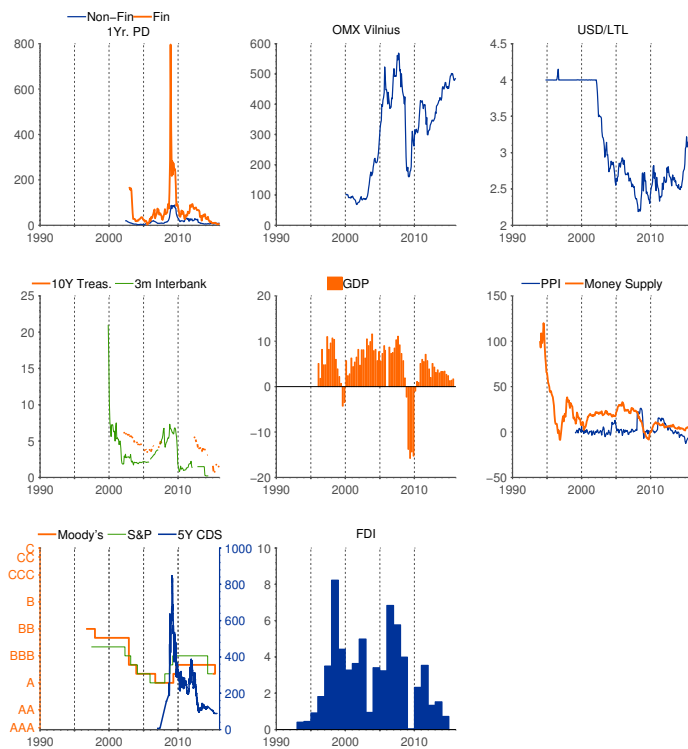 Non-Fin Fin
1Yr. PD
OMX Vilnius
USD/LTL
800
600
400
200
0
1990 2000 2010
600
500
400
300
200
100
0
1990 2000 2010
4.5
4
3.5
3
2.5
2
1990 2000 2010
10Y Treas. 3m Interbank
GDP
PPI Money Supply
25
20
15
10
5
0
1990 2000 2010
20
10
0
−10
−20
1990 2000 2010
150
100
50
0
−50
1990 2000 2010
Moody's S&P 5Y CDS
FDI
C
CC
CCC
B
BB
BBB
A
AA
AAA
1000
800
600
400
200
0
1990 2000 2010
10
8
6
4
2
0
1990 2000 2010